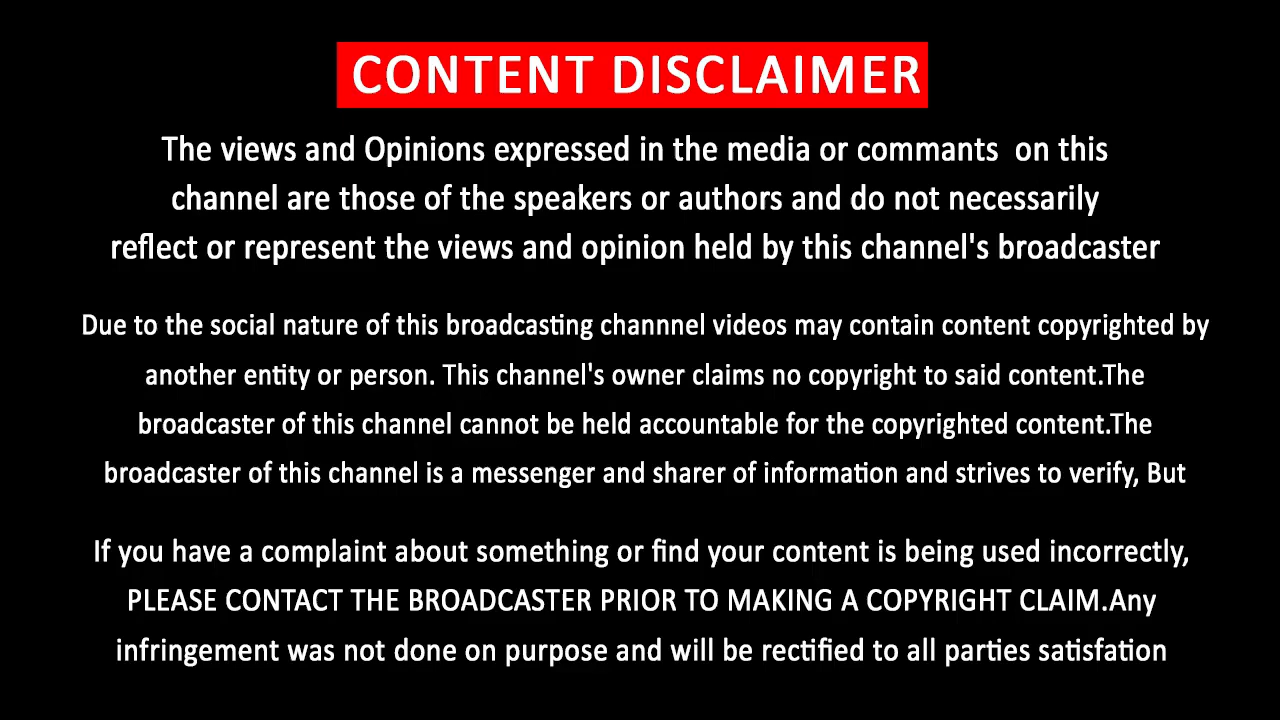 CONTENT DISCLAIMER
The views and Opinions expressed in the media or commants on this
channel are those of the speakers or authors and do not necessarily
reflect or represent the views and opinion held by this channel's broadcaster
Due to the social nature of this broadcasting channnel videos may contain content copyrighted by
another entity or person. This channel's owner claims no copyright to said content.The
broadcaster of this channel cannot be held accountable for the copyrighted content.The
broadcaster of this channel is a messenger and sharer of information and strives to verify, But
If you have a complaint about something or find your content is being used incorrectly,
PLEASE CONTACT THE BROADCASTER PRIOR TO MAKING A COPYRIGHT CLAIM.Any
infringement was not done on purpose and will be rectified to all parties satisfation